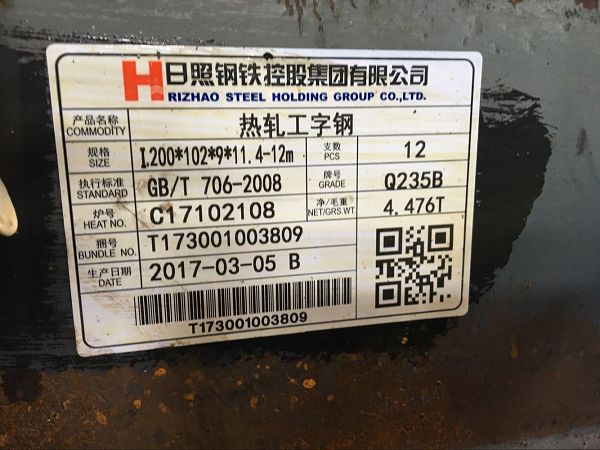 日照钢铁控股集团有限公司
RIZHAO STEEL HOLDING GROUP CO.,LTD.
产品名称 COMMODITY 热轧工字钢
规格 SIZE I.200*102*9*11.4-12m 支数 PCS 12
执行标准 STANDARD GB/T 706-2008 牌号 GRADE Q235B
炉号 HEAT NO. C17102108 净/毛重 NET/GRS.WT. 4.476T
捆号 BUNDLE NO. T173001003809
生产日期 DATE 2017-03-05 B
T173001003809